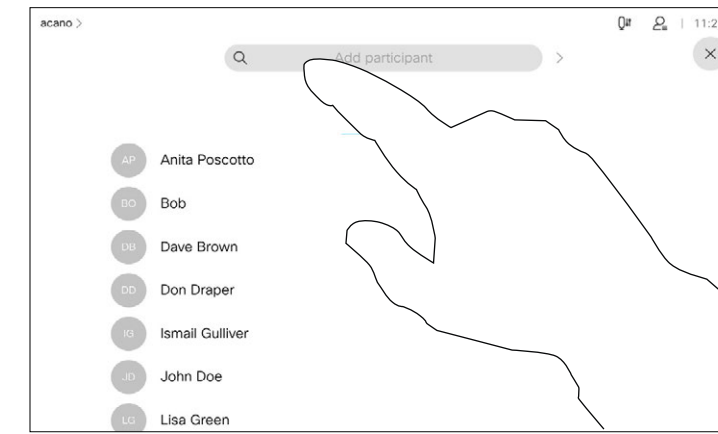 acano >
11:2
Add participant
AP Anita Poscotto
BO Bob
DB Dave Brown
DD Don Draper
IG Ismail Gulliver
JD John Doe
LG Lisa Green